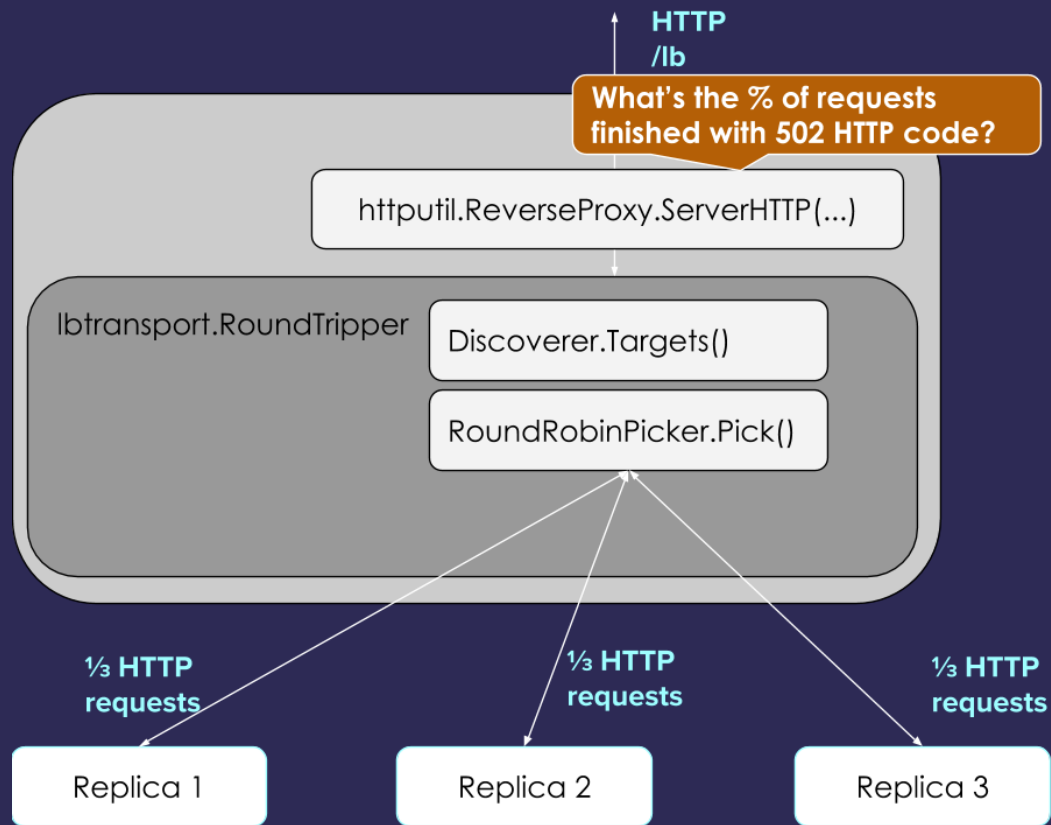 HTTP
/lb
What's the % of requests
finished with 502 HTTP code?
httputil.ReverseProxy.ServerHTTP(...)
lbtransport.RoundTripper
Discoverer.Targets()
RoundRobinPicker.Pick()
⅓ HTTP
requests
⅓ HTTP
requests
⅓ HTTP
requests
Replica 1
Replica 2
Replica 3